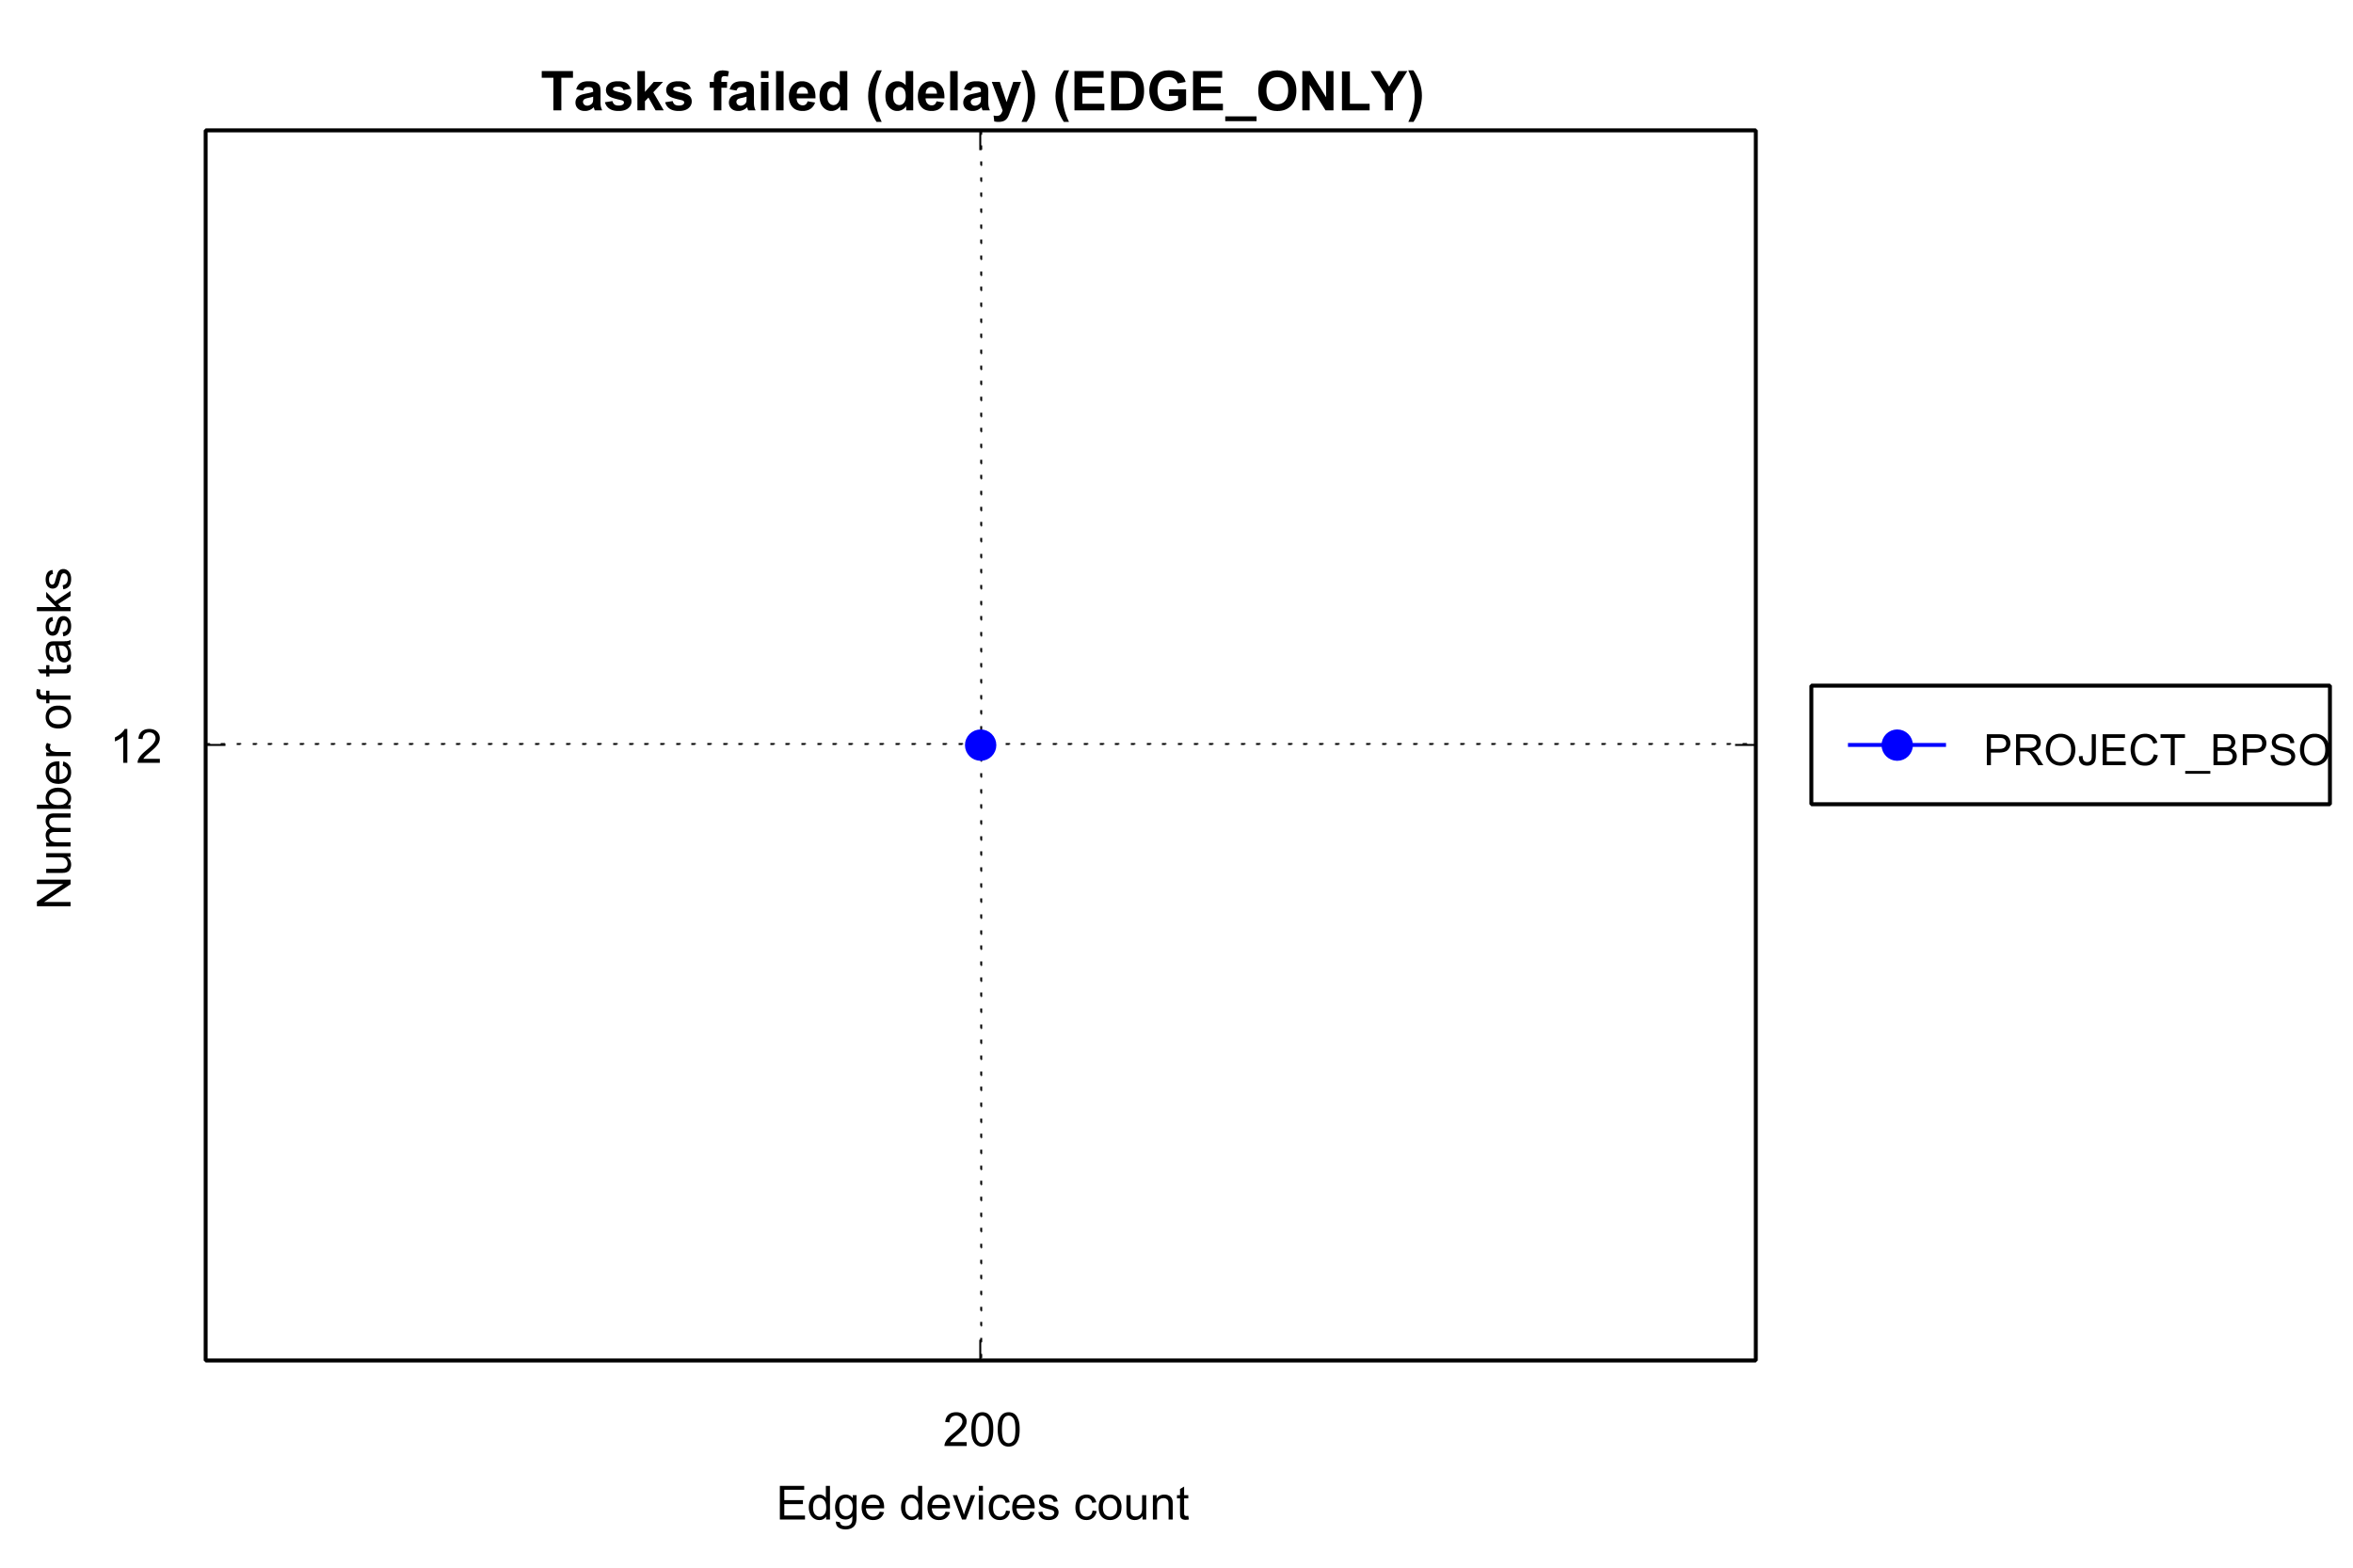 Tasks failed (delay) (EDGE_ONLY)
Number of tasks
12
PROJECT_BPSO
200
Edge devices count